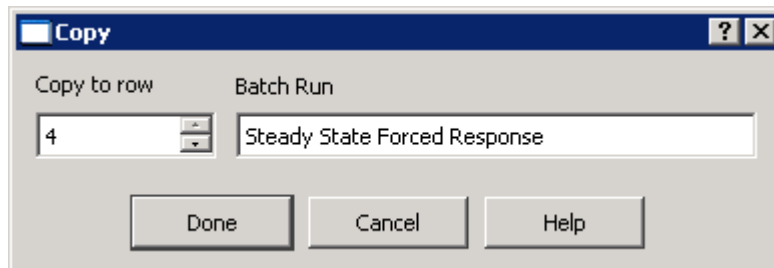 Copy
Copy to row Batch Run
4 Steady State Forced Response
Done Cancel Help